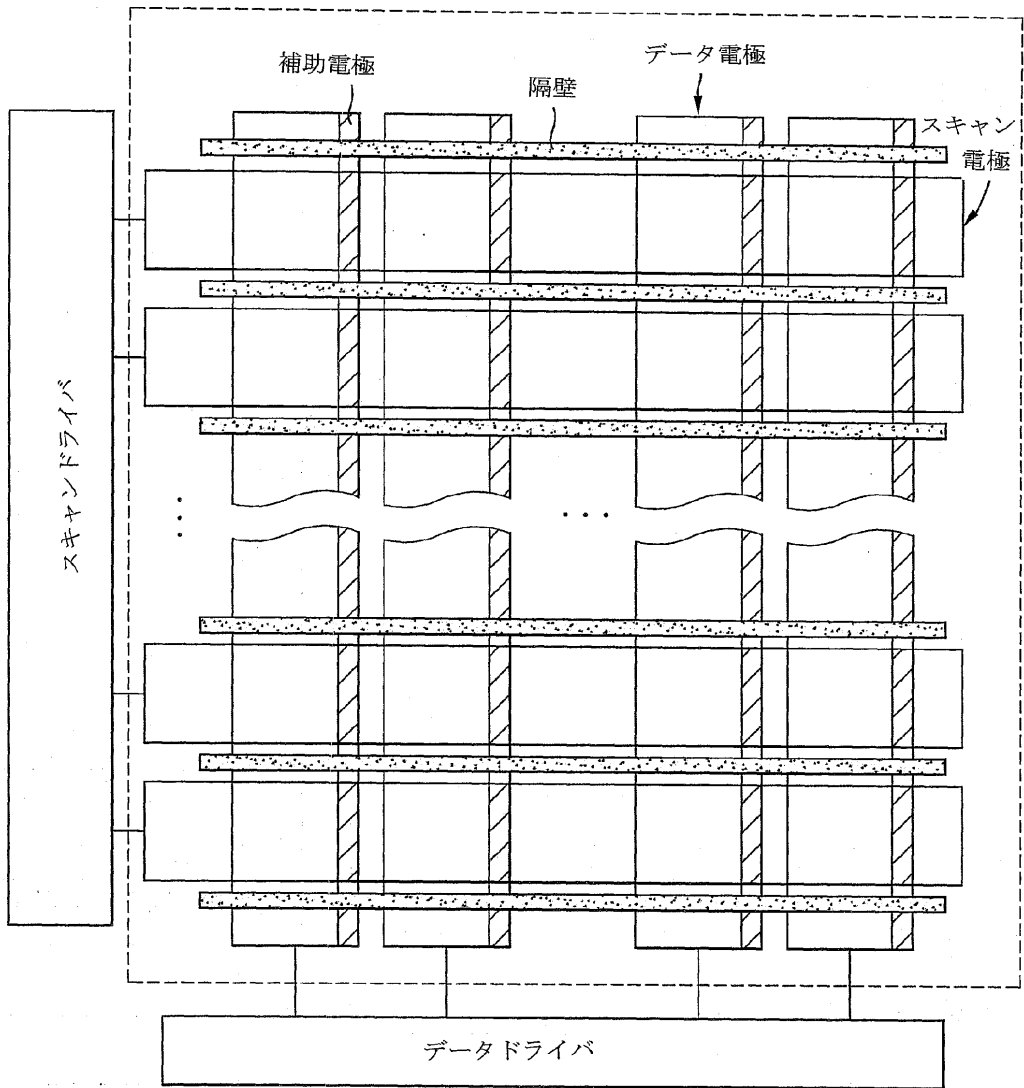 補助電極
隔壁
データ電極
スキャン
電極
スキャンドライバ
データドライバ